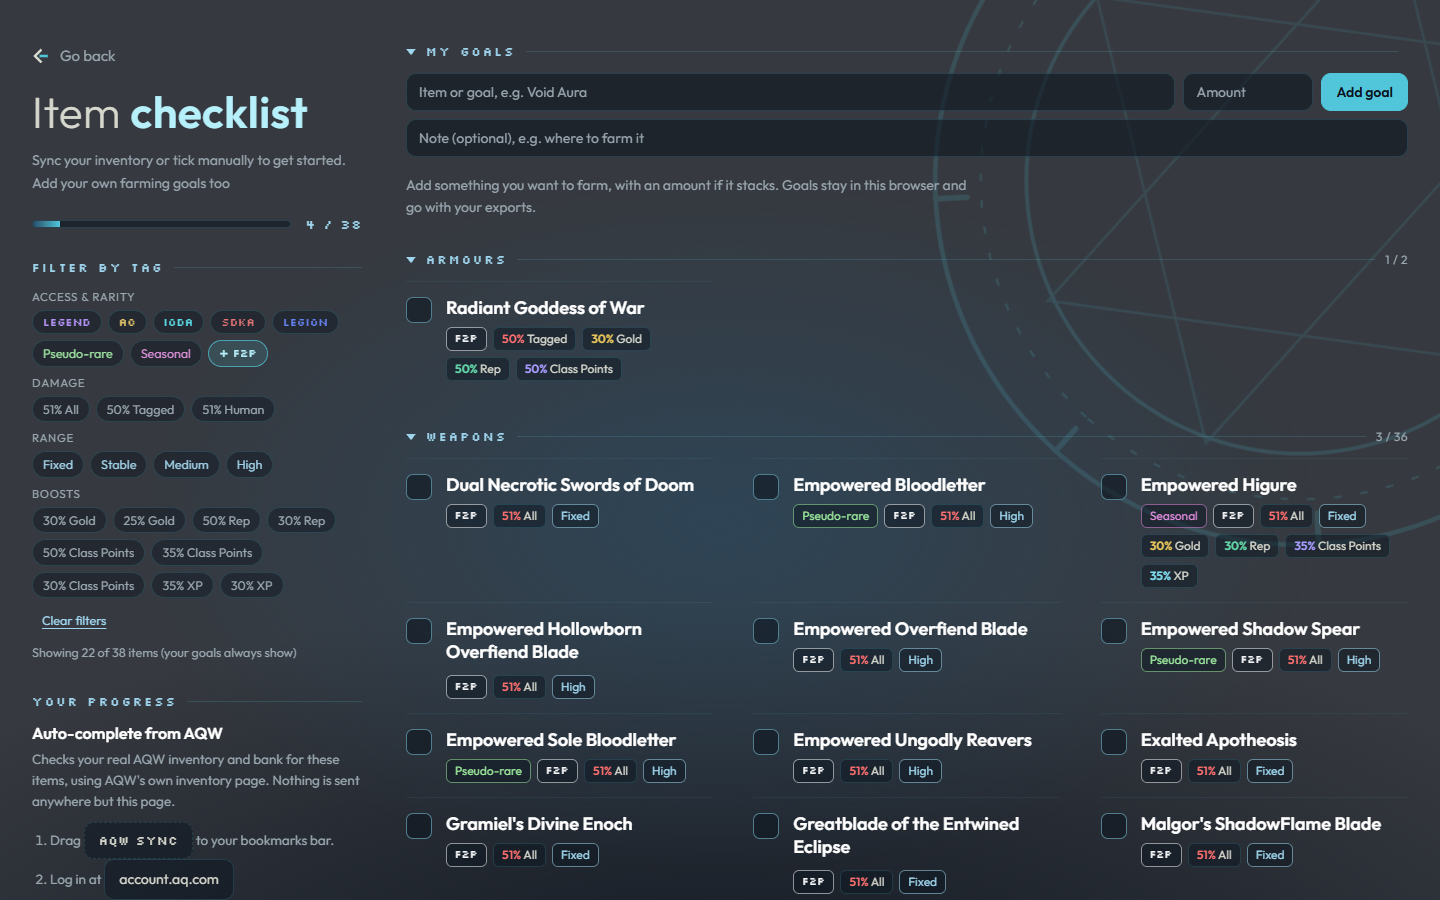 Go back
Item checklist
Sync your inventory or tick manually to get started.
Add your own farming goals too
4 / 38
FILTER BY TAG
ACCESS & RARITY
LEGEND AC IODA SDKA LEGION
Pseudo-rare Seasonal + F2P
DAMAGE
51% All 50% Tagged 51% Human
RANGE
Fixed Stable Medium High
BOOSTS
30% Gold 25% Gold 50% Rep 30% Rep
50% Class Points 35% Class Points
30% Class Points 35% XP 30% XP
Clear filters
Showing 22 of 38 items (your goals always show)
YOUR PROGRESS
Auto-complete from AQW
Checks your real AQW inventory and bank for these
items, using AQW's own inventory page. Nothing is sent
anywhere but this page.
1. Drag AQW SYNC to your bookmarks bar.
2. Log in at account.aq.com
MY GOALS
Item or goal, e.g. Void Aura Amount Add goal
Note (optional), e.g. where to farm it
Add something you want to farm, with an amount if it stacks. Goals stay in this browser and
go with your exports.
ARMOURS 1 / 2
Radiant Goddess of War
F2P 50% Tagged 30% Gold
50% Rep 50% Class Points
WEAPONS 3 / 36
Dual Necrotic Swords of Doom
F2P 51% All Fixed
Empowered Bloodletter
Pseudo-rare F2P 51% All High
Empowered Higure
Seasonal F2P 51% All Fixed
30% Gold 30% Rep 35% Class Points
35% XP
Empowered Hollowborn
Overfiend Blade
F2P 51% All High
Empowered Overfiend Blade
F2P 51% All High
Empowered Shadow Spear
Pseudo-rare F2P 51% All High
Empowered Sole Bloodletter
Pseudo-rare F2P 51% All High
Empowered Ungodly Reavers
F2P 51% All High
Exalted Apotheosis
F2P 51% All Fixed
Gramiel's Divine Enoch
F2P 51% All Fixed
Greatblade of the Entwined
Eclipse
F2P 51% All Fixed
Malgor's ShadowFlame Blade
F2P 51% All Fixed